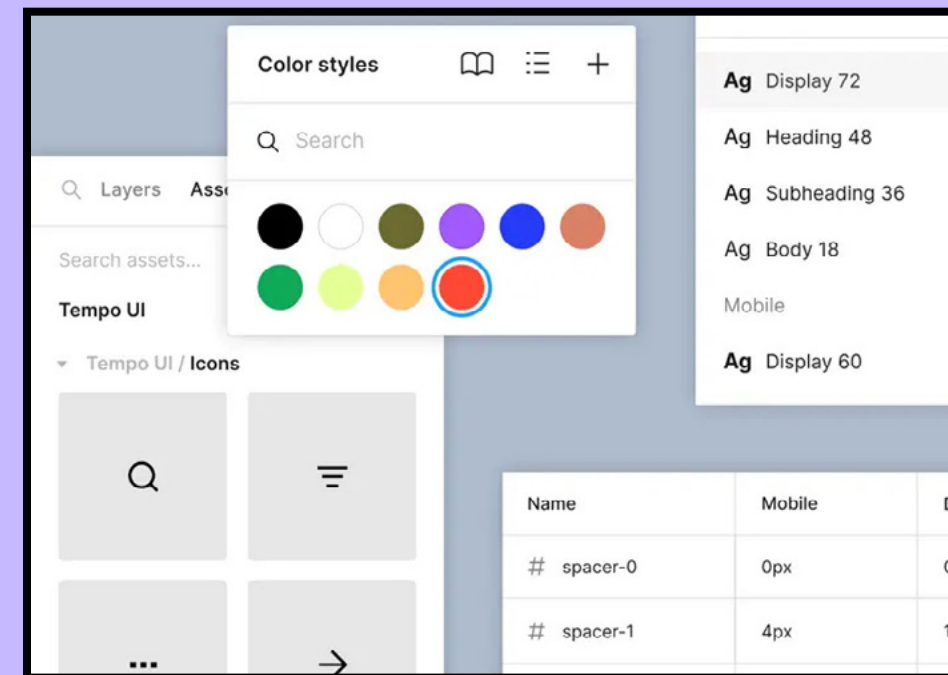 Color styles
Search
Layers Asse
Search assets...
Tempo UI
Tempo UI / Icons
Ag Display 72
Ag Heading 48
Ag Subheading 36
Ag Body 18
Mobile
Ag Display 60
Name Mobile
# spacer-0 0px
# spacer-1 4px